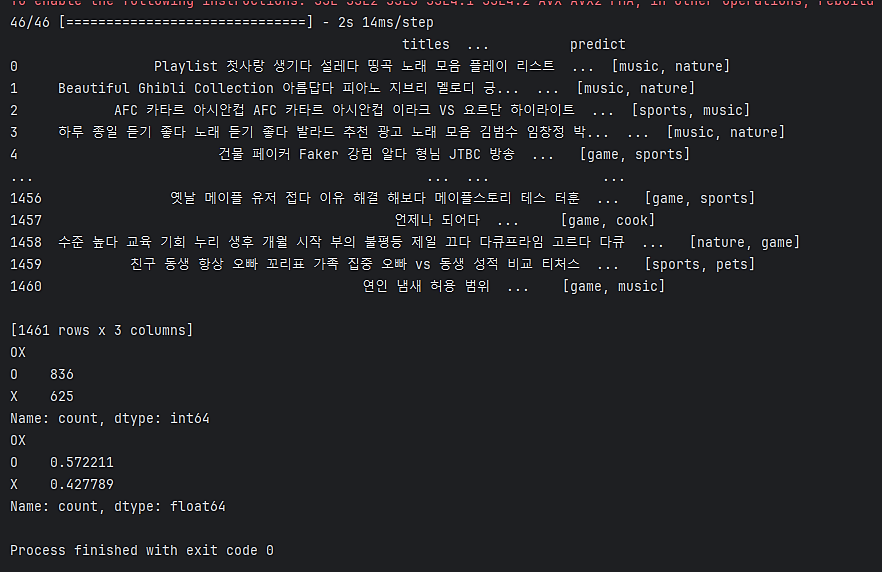 To enable the following instructions: SSE SSE2 SSE3 SSE4.1 SSE4.2 AVX AVX2 FMA, in other operations, rebuild
46/46 [==============================] - 2s 14ms/step
titles  ...          predict
0                 Playlist 첫사랑 생기다 설레다 띵곡 노래 모음 플레이 리스트  ...  [music, nature]
1     Beautiful Ghibli Collection 아름답다 피아노 지브리 멜로디 긍...  ...  [music, nature]
2            AFC 카타르 아시안컵 AFC 카타르 아시안컵 이라크 VS 요르단 하이라이트  ...  [sports, music]
3     하루 종일 듣기 좋다 노래 듣기 좋다 발라드 추천 광고 노래 모음 김범수 임창정 박...  ...  [music, nature]
4                         건물 페이커 Faker 강림 알다 형님 JTBC 방송  ...   [game, sports]
...                                                 ...  ...              ...
1456                옛날 메이플 유저 접다 이유 해결 해보다 메이플스토리 테스 터훈  ...   [game, sports]
1457                                            언제나 되어다  ...     [game, cook]
1458  수준 높다 교육 기회 누리 생후 개월 시작 부의 불평등 제일 끄다 다큐프라임 고르다 다큐  ...   [nature, game]
1459           친구 동생 항상 오빠 꼬리표 가족 집중 오빠 vs 동생 성적 비교 티처스  ...   [sports, pets]
1460                                        연인 냄새 허용 범위  ...    [game, music]
[1461 rows x 3 columns]
OX
O    836
X    625
Name: count, dtype: int64
OX
O    0.572211
X    0.427789
Name: count, dtype: float64
Process finished with exit code 0